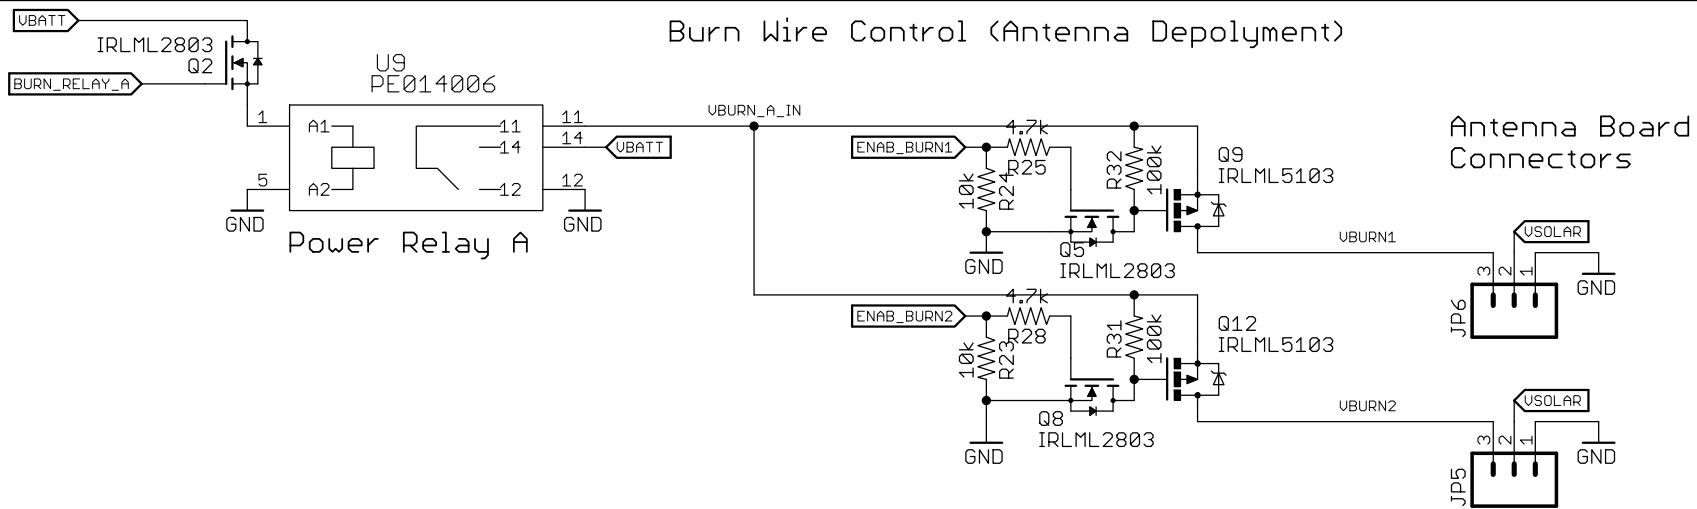 Burn Wire Control (Antenna Depolyment)
VBATT
IRLML2803
Q2
BURN_RELAY_A
U9
PE014006
1
A1
5
A2
11
11
14
14
12
12
VBATT
GND
GND
Power Relay A
VBURN_A_IN
ENAB_BURN1
4.7k
R25
10k
R24
R32
100k
Q9
IRLML5103
GND
Q5
IRLML2803
VBURN1
Antenna Board
Connectors
VSOLAR
3
2
1
GND
JP6
ENAB_BURN2
4.7k
R28
10k
R23
R31
100k
Q12
IRLML5103
GND
Q8
IRLML2803
VBURN2
VSOLAR
3
2
1
GND
JP5